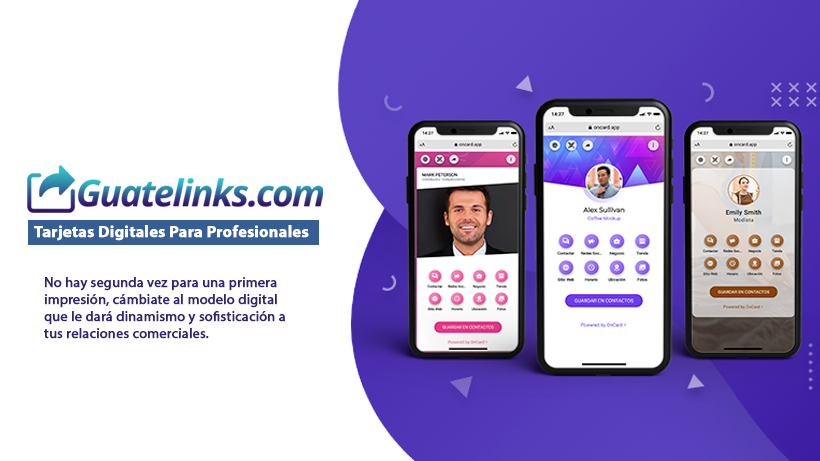 Guatelinks.com
Tarjetas Digitales Para Profesionales
No hay segunda vez para una primera
impresión, cámbiate al modelo digital
que le dará dinamismo y sofisticación a
tus relaciones comerciales.
14:27
AA oncard.app
MARK PETERSON
Contactar Redes Soc... Negocio Tienda
Sitio Web Horario Ubicación Fotos
GUARDAR EN CONTACTOS
Powered by OnCard >
14:27
AA oncard.app
Alex Sullivan
Coffee Mockup
Contactar Redes Soc... Negocio Tienda
Sitio Web Horario Ubicación Fotos
GUARDAR EN CONTACTOS
Powered by OnCard >
14:27
AA oncard.app
Emily Smith
Modista
Contactar Redes Soc... Negocio Tienda
Sitio Web Horario Ubicación Fotos
GUARDAR EN CONTACTOS
Powered by OnCard >